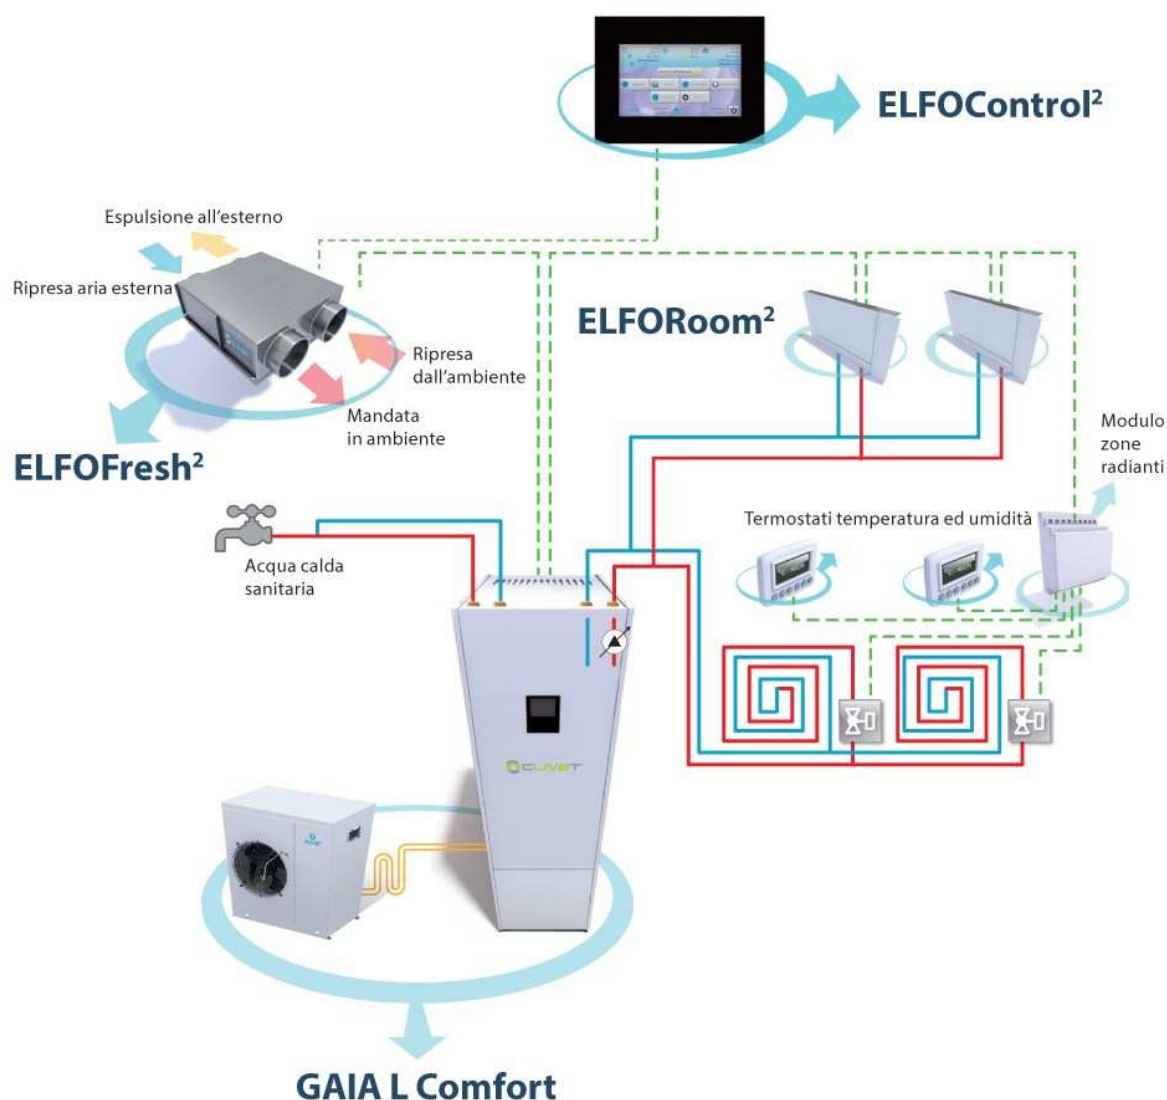 ELFOControl²
Espulsione all'esterno
Ripresa aria esterna
ELFORoom²
Ripresa
dall'ambiente
Mandata
in ambiente
ELFOFresh²
Modulo
zone
radianti
Termostati temperatura ed umidità
Acqua calda
sanitaria
CLIVET
GAIA L Comfort